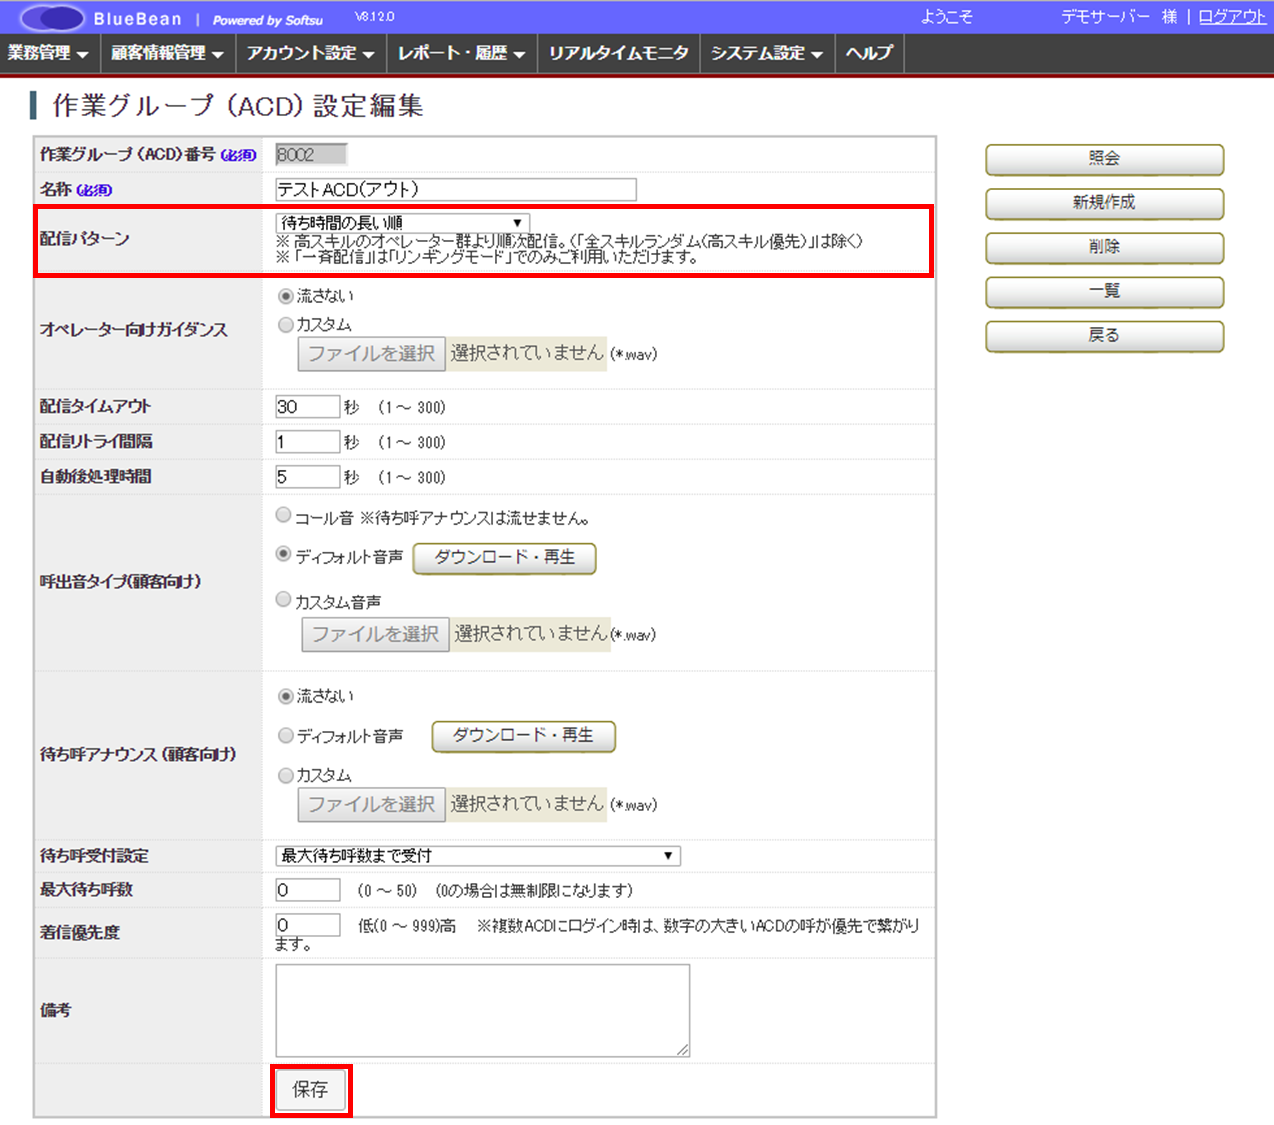 BlueBean | Powered by Softsu V3.12.0 ようこそ デモサーバー 様 | ログアウト
業務管理 顧客情報管理 アカウント設定 レポート・履歴 リアルタイムモニタ システム設定 ヘルプ
作業グループ (ACD) 設定編集
作業グループ (ACD)番号 (必須) 8002
名称 (必須) テストACD(アウト)
配信パターン 待ち時間の長い順
※ 高スキルのオペレーター群より順次配信。(「全スキルランダム(高スキル優先)」は除く)
※ 「一斉配信」は「リンギングモード」でのみご利用いただけます。
オペレーター向けガイダンス
流さない
カスタム
ファイルを選択 選択されていません (*.wav)
配信タイムアウト 30 秒 (1 ～ 300)
配信リトライ間隔 1 秒 (1 ～ 300)
自動後処理時間 5 秒 (1 ～ 300)
呼出音タイプ(顧客向け)
コール音 ※待ち呼アナウンスは流せません。
ディフォルト音声 ダウンロード・再生
カスタム音声
ファイルを選択 選択されていません (*.wav)
待ち呼アナウンス (顧客向け)
流さない
ディフォルト音声 ダウンロード・再生
カスタム
ファイルを選択 選択されていません (*.wav)
待ち呼受付設定 最大待ち呼数まで受付
最大待ち呼数 0 (0 ～ 50) (0の場合は無制限になります)
着信優先度 0 低(0 ～ 999)高 ※複数ACDにログイン時は、数字の大きいACDの呼が優先で繋がり
ます。
備考
保存
照会
新規作成
削除
一覧
戻る